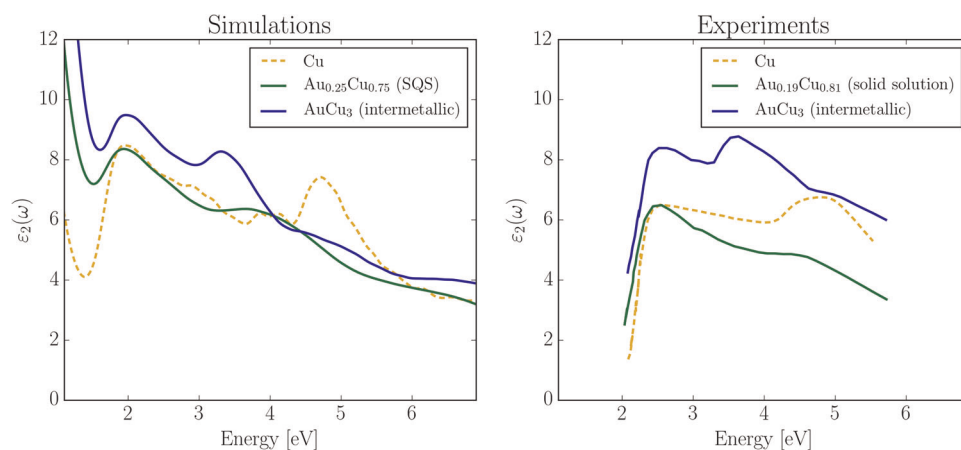 Simulations
12
10
8
6
4
2
0
ε₂(ω)
Cu
Au₀.₂₅Cu₀.₇₅ (SQS)
AuCu₃ (intermetallic)
2
3
4
5
6
Energy [eV]
Experiments
12
10
8
6
4
2
0
ε₂(ω)
Cu
Au₀.₁₉Cu₀.₈₁ (solid solution)
AuCu₃ (intermetallic)
2
3
4
5
6
Energy [eV]